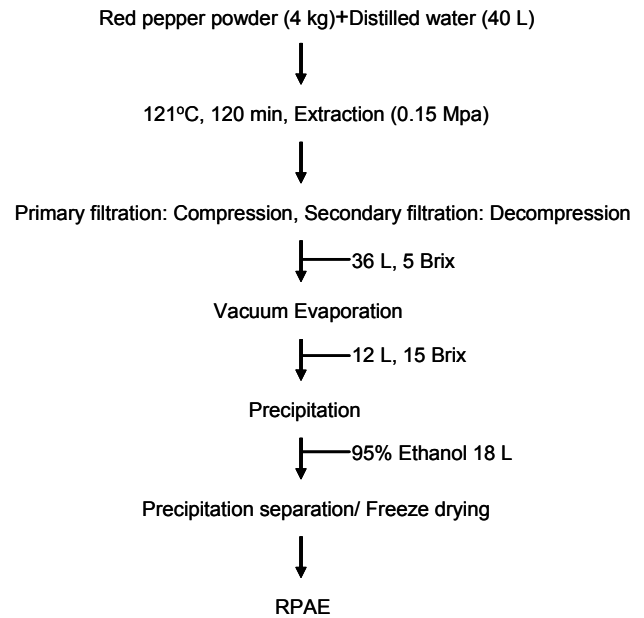 Red pepper powder (4 kg)+Distilled water (40 L)
121ºC, 120 min, Extraction (0.15 Mpa)
Primary filtration: Compression, Secondary filtration: Decompression
36 L, 5 Brix
Vacuum Evaporation
12 L, 15 Brix
Precipitation
95% Ethanol 18 L
Precipitation separation/ Freeze drying
RPAE